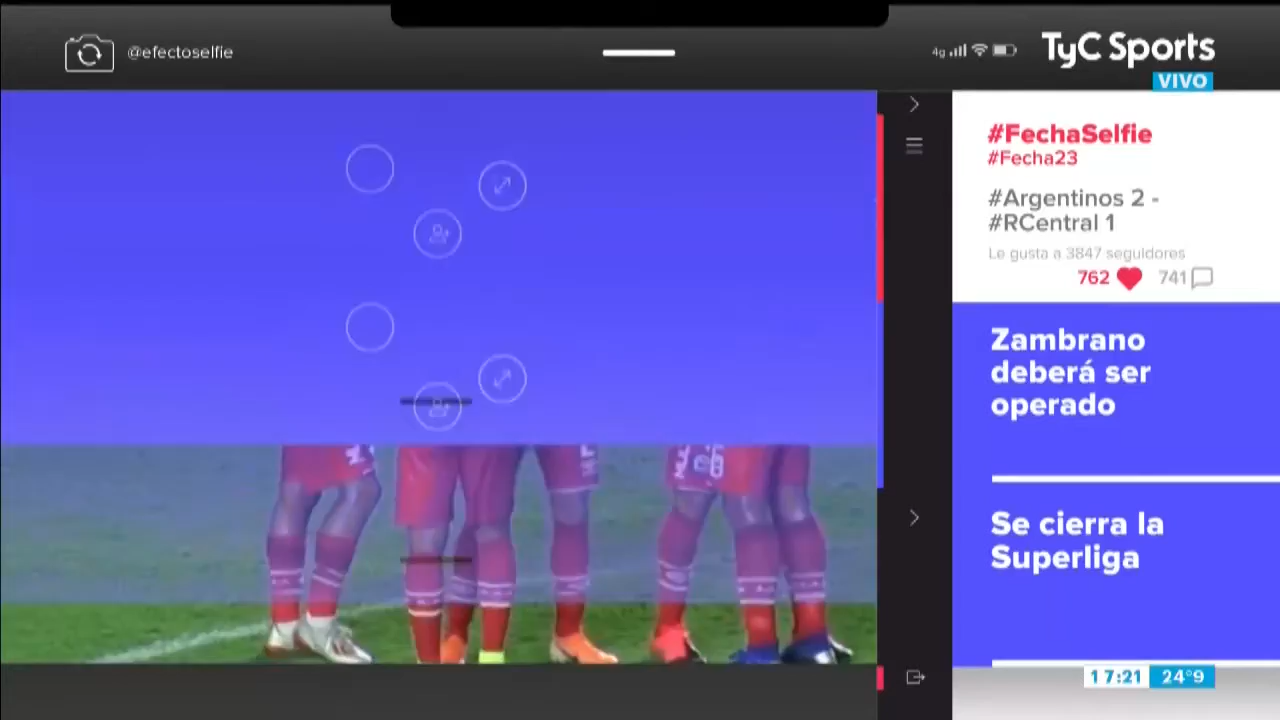 @efectoselfie
4g
TyC Sports
VIVO
#FechaSelfie
#Fecha23
#Argentinos 2 -
#RCentral 1
Le gusta a 3847 seguidores
762 741
Zambrano
deberá ser
operado
Se cierra la
Superliga
17:21 24°9